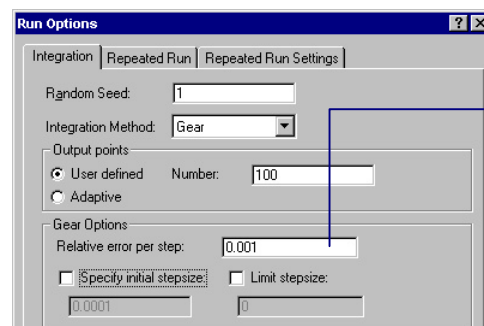 Run Options
Integration Repeated Run Repeated Run Settings
Random Seed: 1
Integration Method: Gear
Output points
User defined Number: 100
Adaptive
Gear Options
Relative error per step: 0.001
Specify initial stepsize: Limit stepsize:
0.0001 0